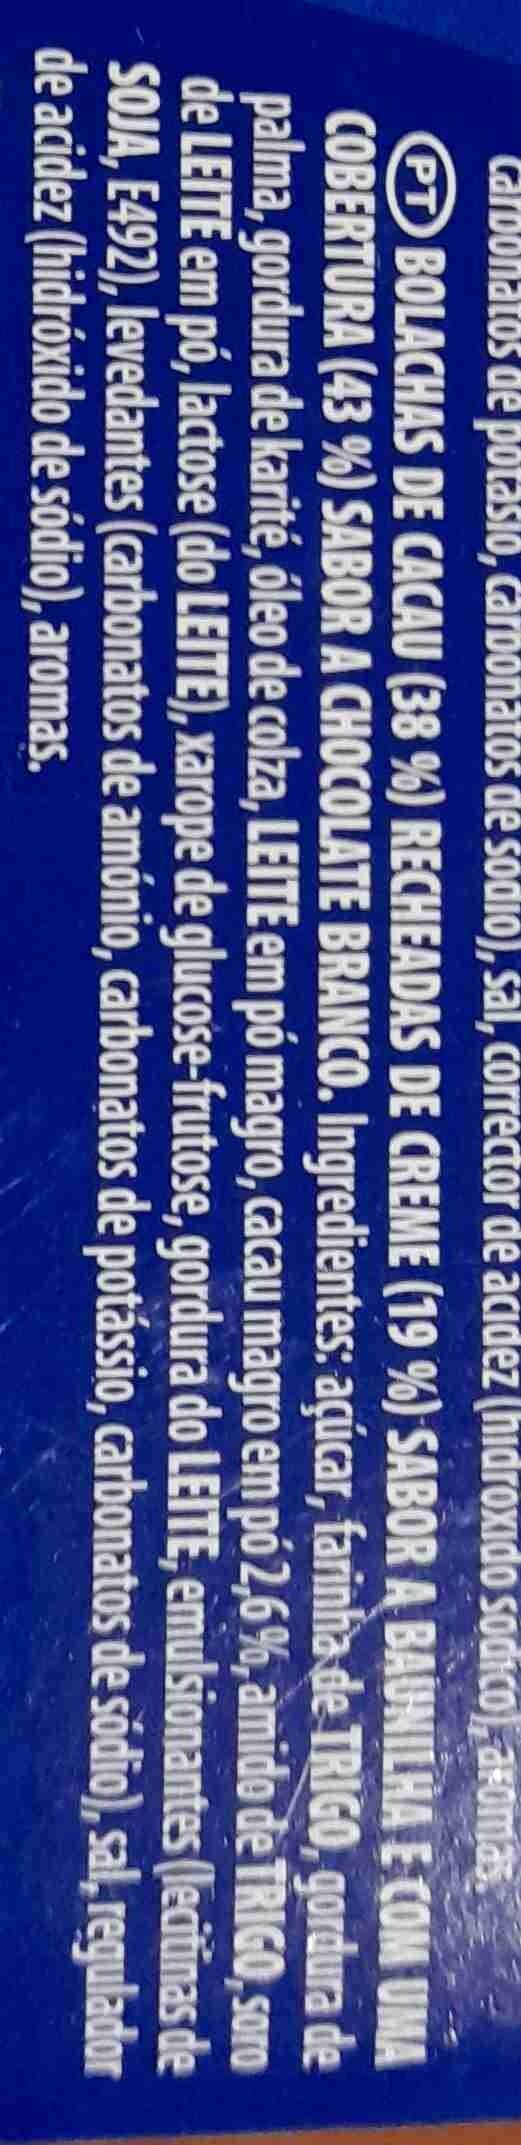 carbonatos de potasio, carbonatos de sodio), sal, corrector de acidez (hidróxido sódico), aromas.
PT BOLACHAS DE CACAU (38 %) RECHEADAS DE CREME (19 %) SABOR A BAUNILHA E COM UMA
COBERTURA (43 %) SABOR A CHOCOLATE BRANCO. Ingredientes: açúcar, farinha de TRIGO, gordura de
palma, gordura de karité, óleo de colza, LEITE em pó magro, cacau magro em pó 2,6 %, amido de TRIGO, soro
de LEITE em pó, lactose (do LEITE), xarope de glucose-frutose, gordura do LEITE, emulsionantes (lecitinas de
SOJA, E492), levedantes (carbonatos de amónio, carbonatos de potássio, carbonatos de sódio), sal, regulador
de acidez (hidróxido de sódio), aromas.